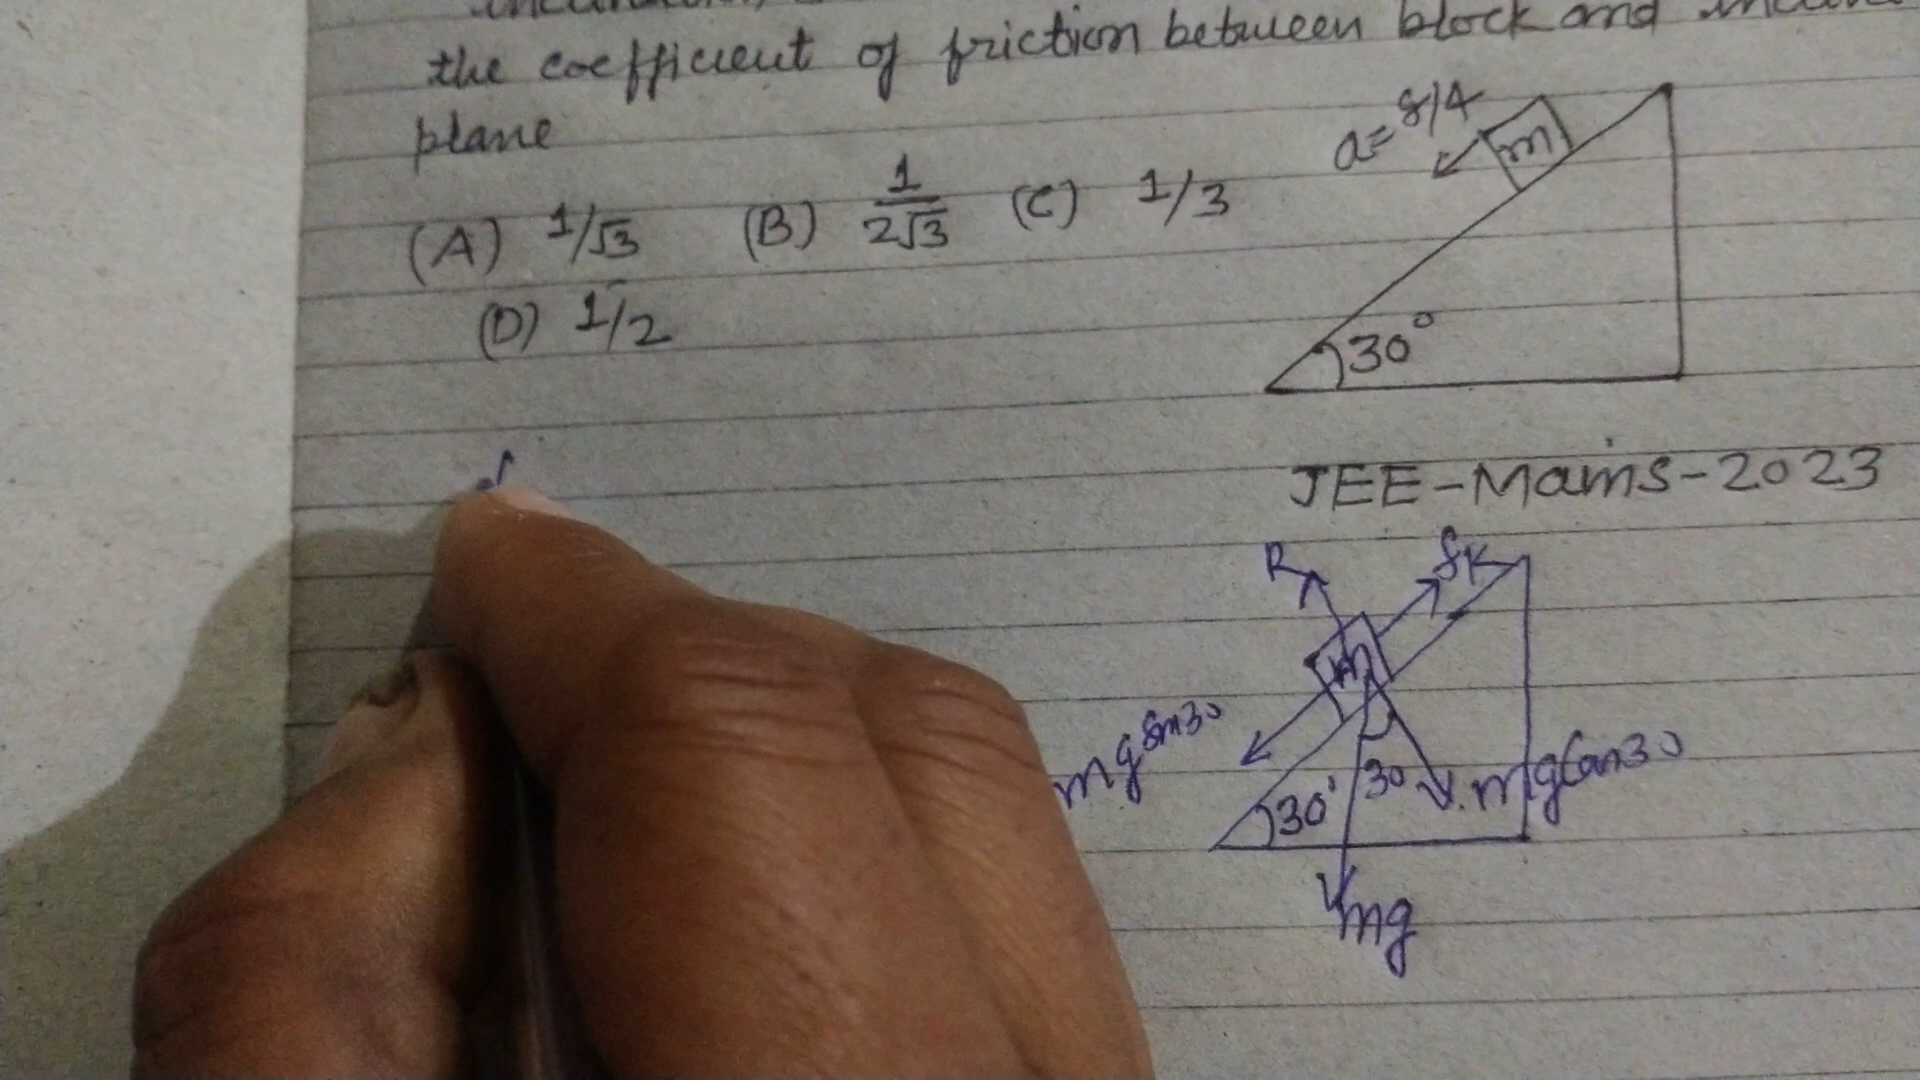 the coefficient of friction between block and
plane
(A) 1/√3 (B) 1/2√3 (C) 1/3
(D) 1/2
a=g/4
m
30°
JEE-Mains-2023
R
fK
m
mg sin30
30°
30
mg Cos30
mg